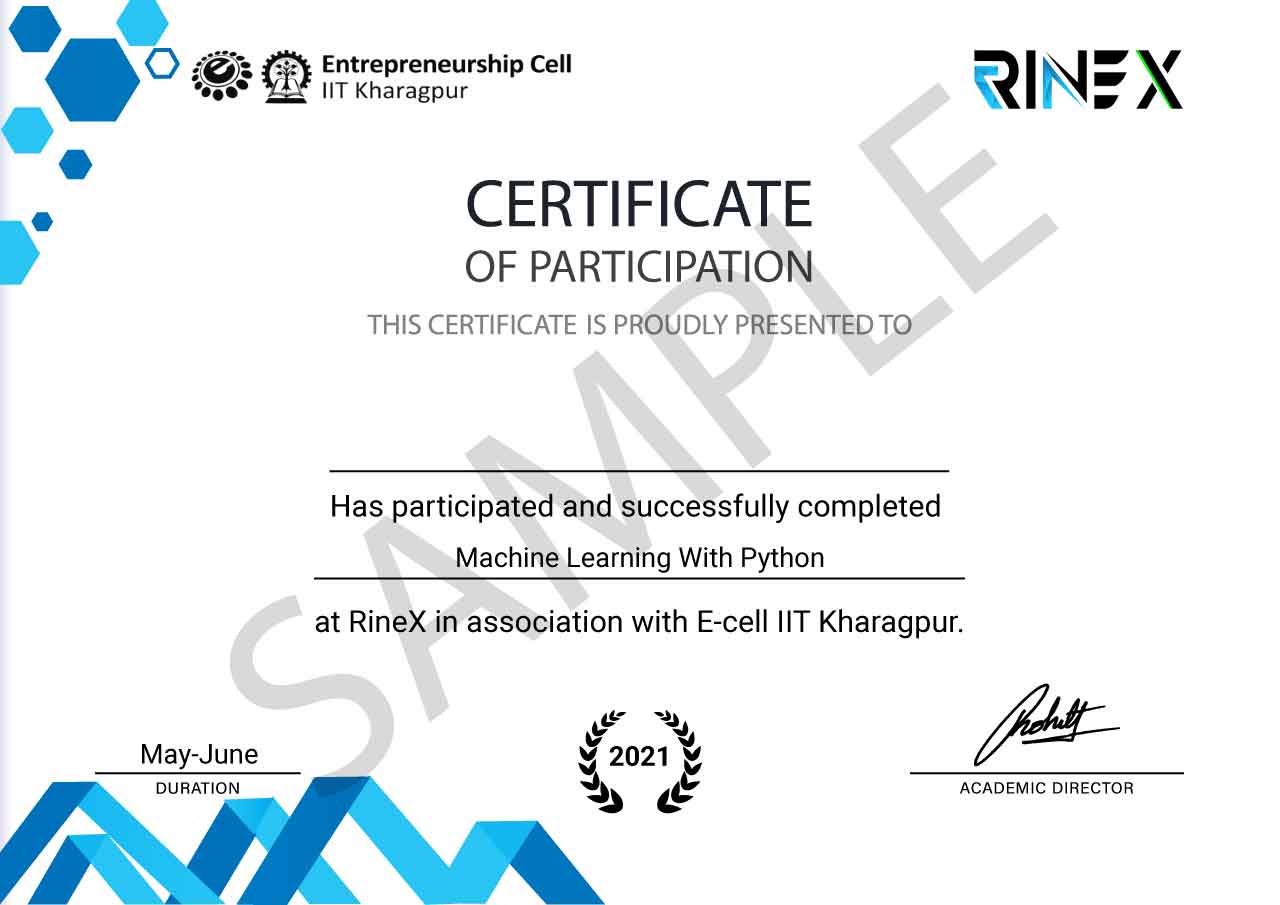 Entrepreneurship Cell
IIT Kharagpur
RINEX
CERTIFICATE
OF PARTICIPATION
THIS CERTIFICATE IS PROUDLY PRESENTED TO
SAMPLE
Has participated and successfully completed
Machine Learning With Python
at RineX in association with E-cell IIT Kharagpur.
May-June
DURATION
2021
Rohit
ACADEMIC DIRECTOR